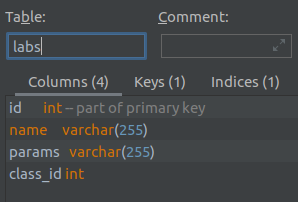 Table: Comment:
labs
Columns (4) Keys (1) Indices (1)
id int – part of primary key
name varchar(255)
params varchar(255)
class_id int